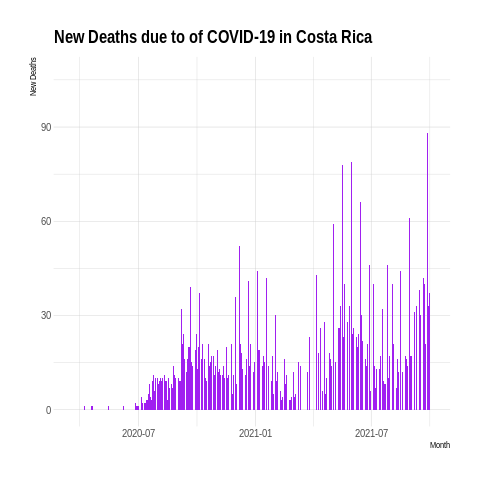 New Deaths due to of COVID-19 in Costa Rica
New Deaths
90
60
30
0
2020-07
2021-01
2021-07
Month